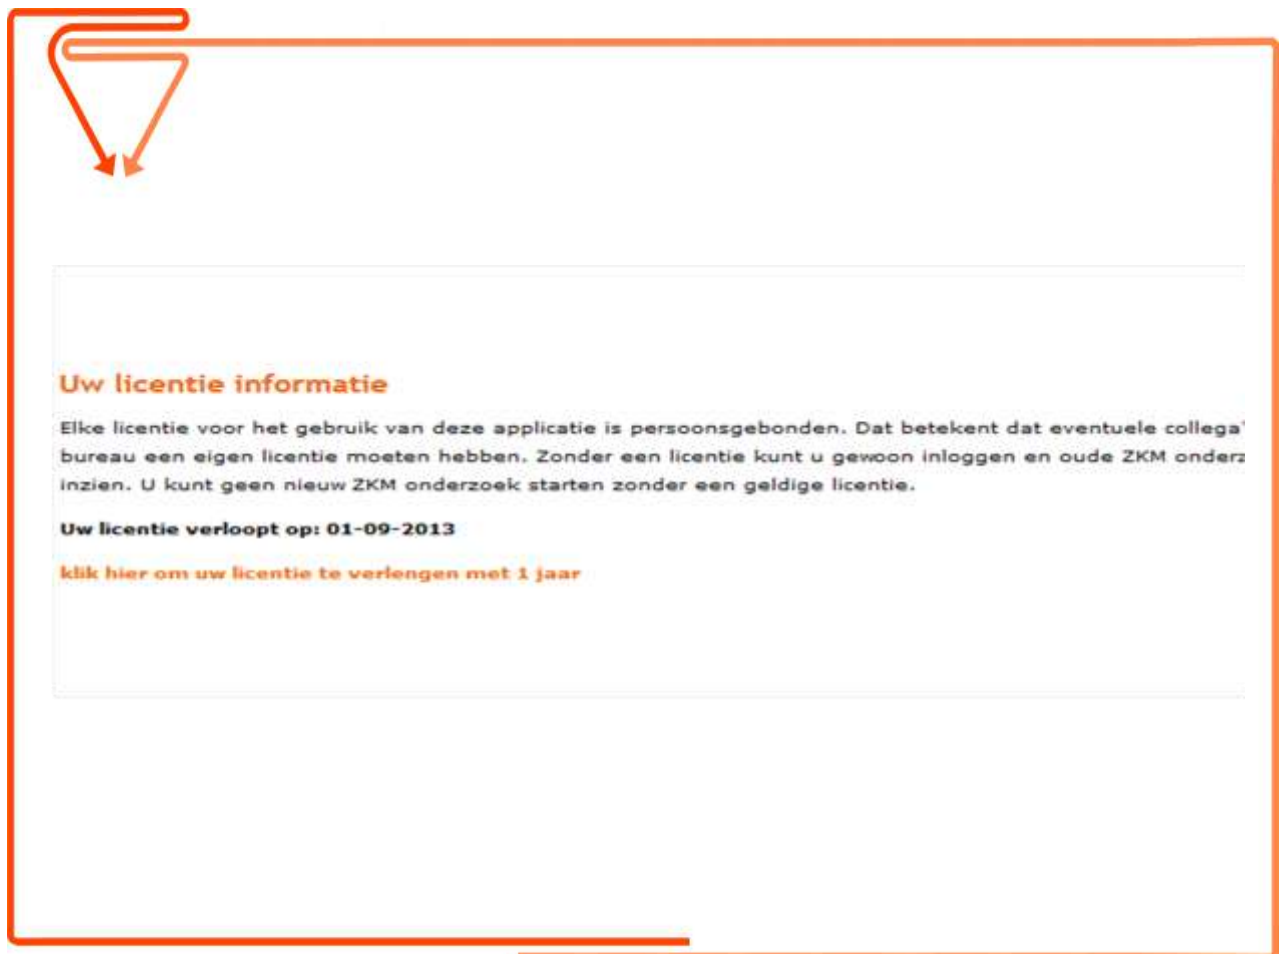 Uw licentie informatie
Elke licentie voor het gebruik van deze applicatie is persoonsgebonden. Dat betekent dat eventuele collega'
bureau een eigen licentie moeten hebben. Zonder een licentie kunt u gewoon inloggen en oude ZKM
inzien. U kunt geen nieuw ZKM onderzoek starten zonder een geldige licentie.
Uw licentie verloopt op: 01-09-2013
klik hier om uw licentie te verlengen met 1 jaar